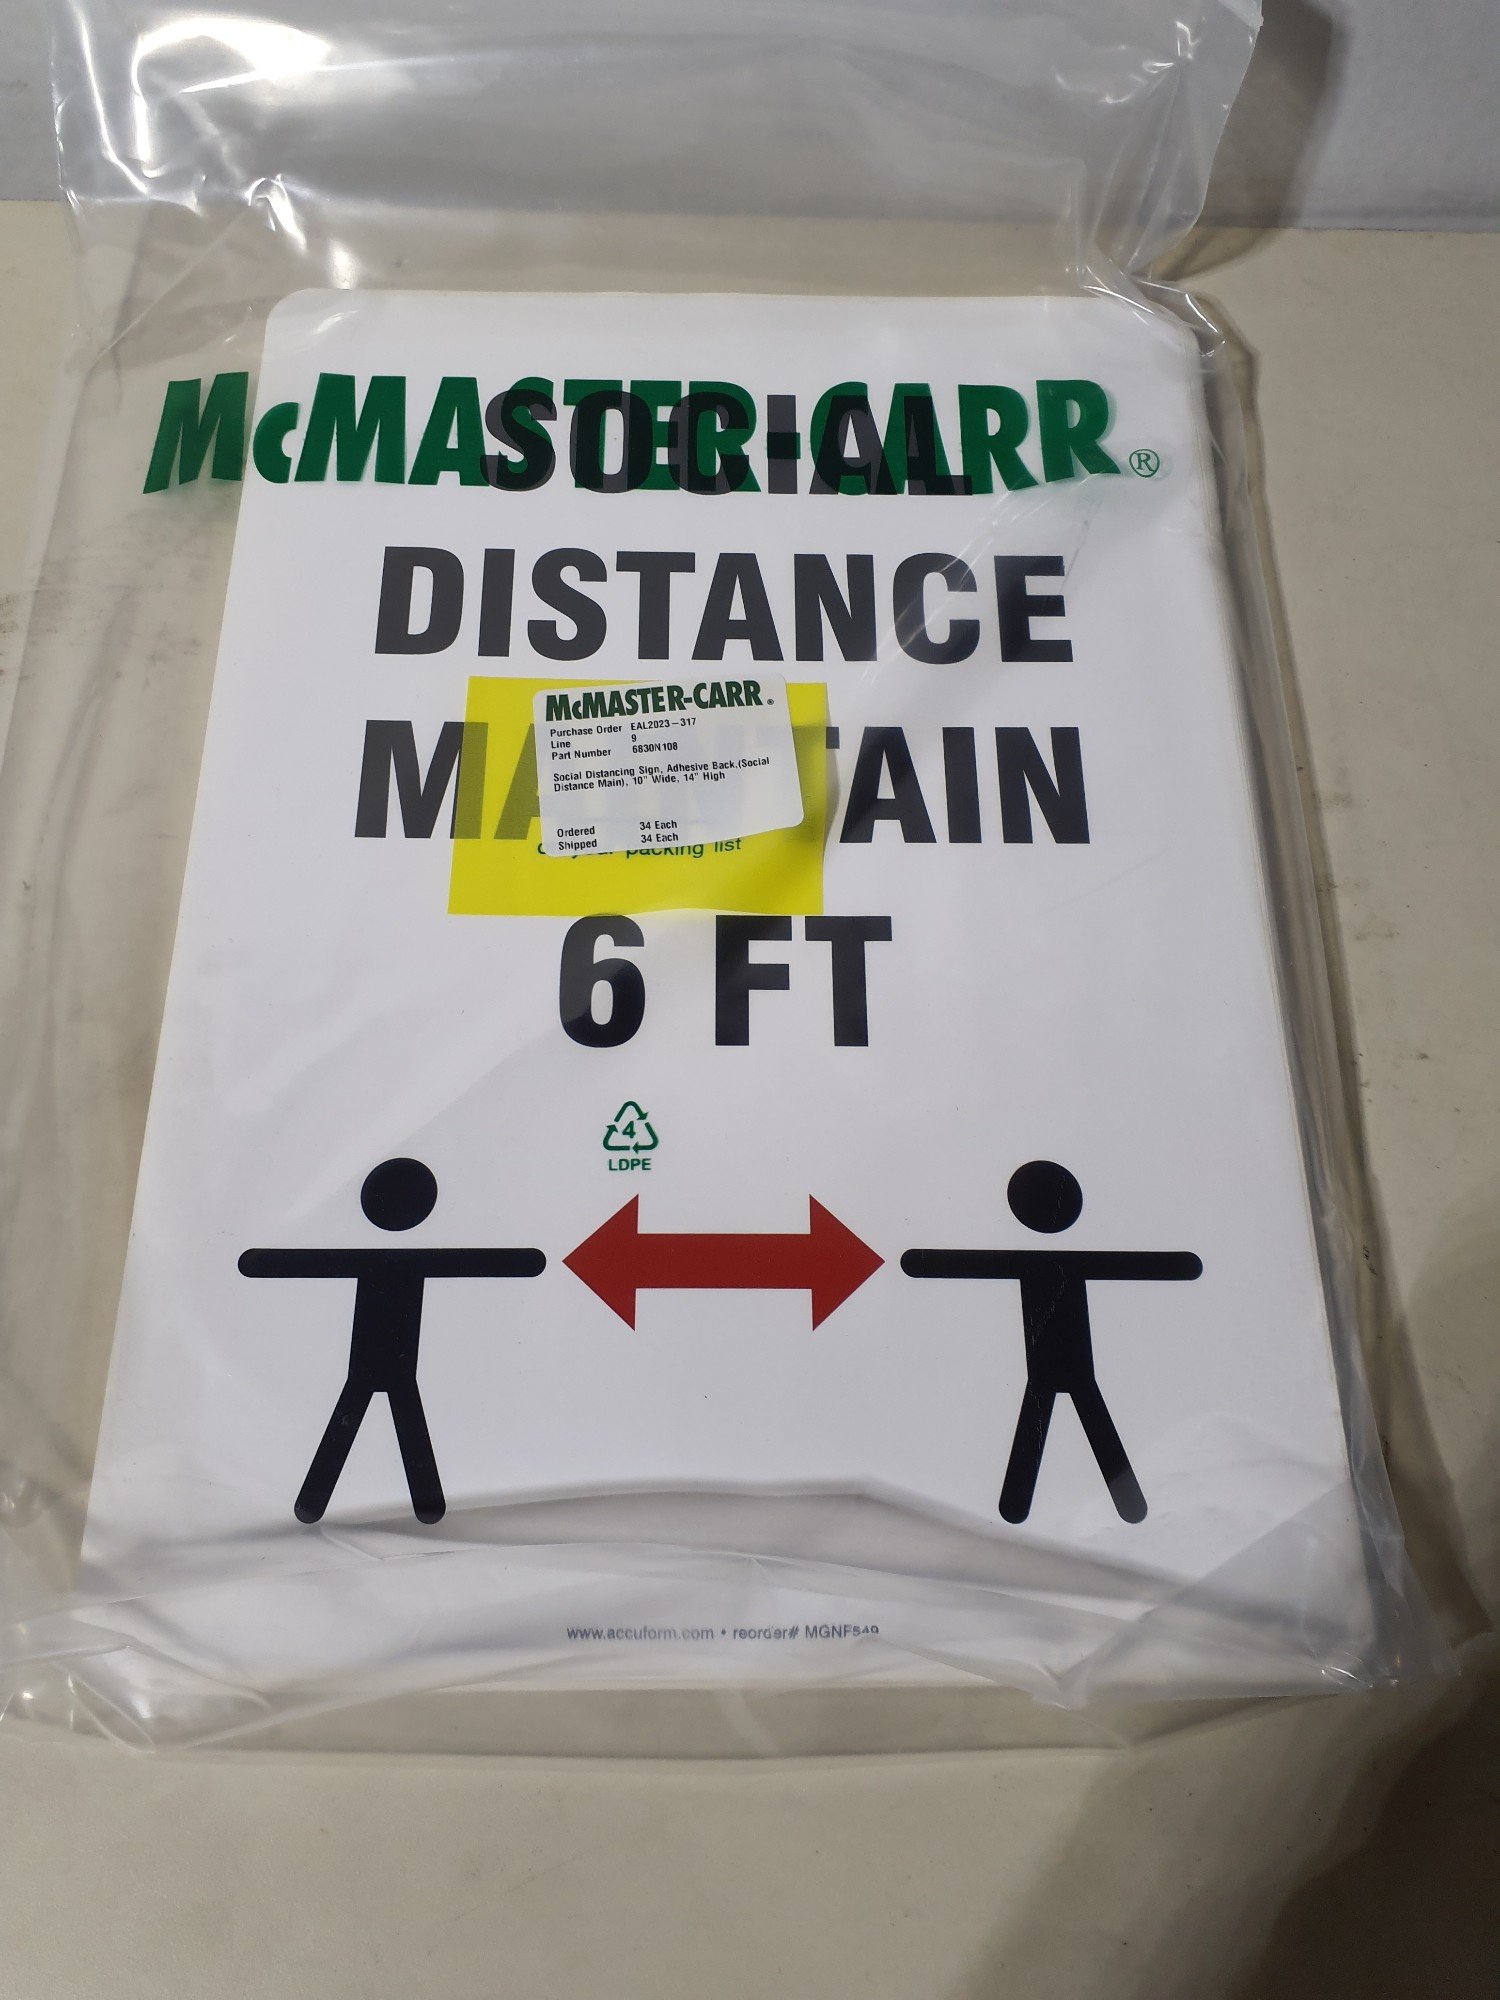 McMASTER-CARR®
SOCIAL
DISTANCE
McMASTER-CARR®
Purchase Order EAL2023-317
Line 9
Part Number 6830N108
Social Distancing Sign, Adhesive Back,(Social
Distance Main), 10" Wide, 14" High
Ordered 34 Each
Shipped 34 Each
packing list
MAINTAIN
6 FT
4
LDPE
www.accuform.com • reorder# MGNF549